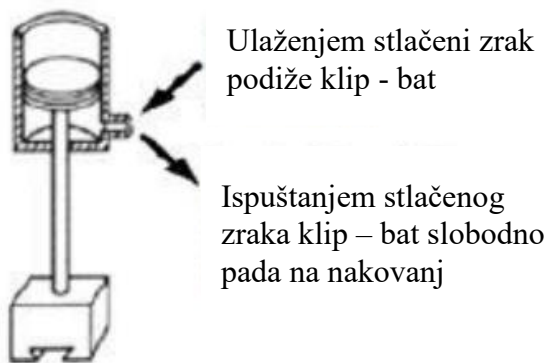 Ulaženjem stlačeni zrak
podiže klip - bat
Ispuštanjem stlačenog
zraka klip – bat slobodno
pada na nakovanj